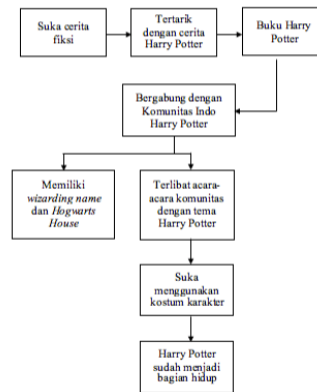 Suka cerita
fiksi
Tertarik
dengan cerita
Harry Potter
Buku Harry
Potter
Bergabung dengan
Komunitas Indo
Harry Potter
Memiliki
wizarding name
dan Hogwarts
House
Terlibat acara-
acara komunitas
dengan tema
Harry Potter
Suka
menggunakan
kostum karakter
Harry Potter
sudah menjadi
bagian hidup